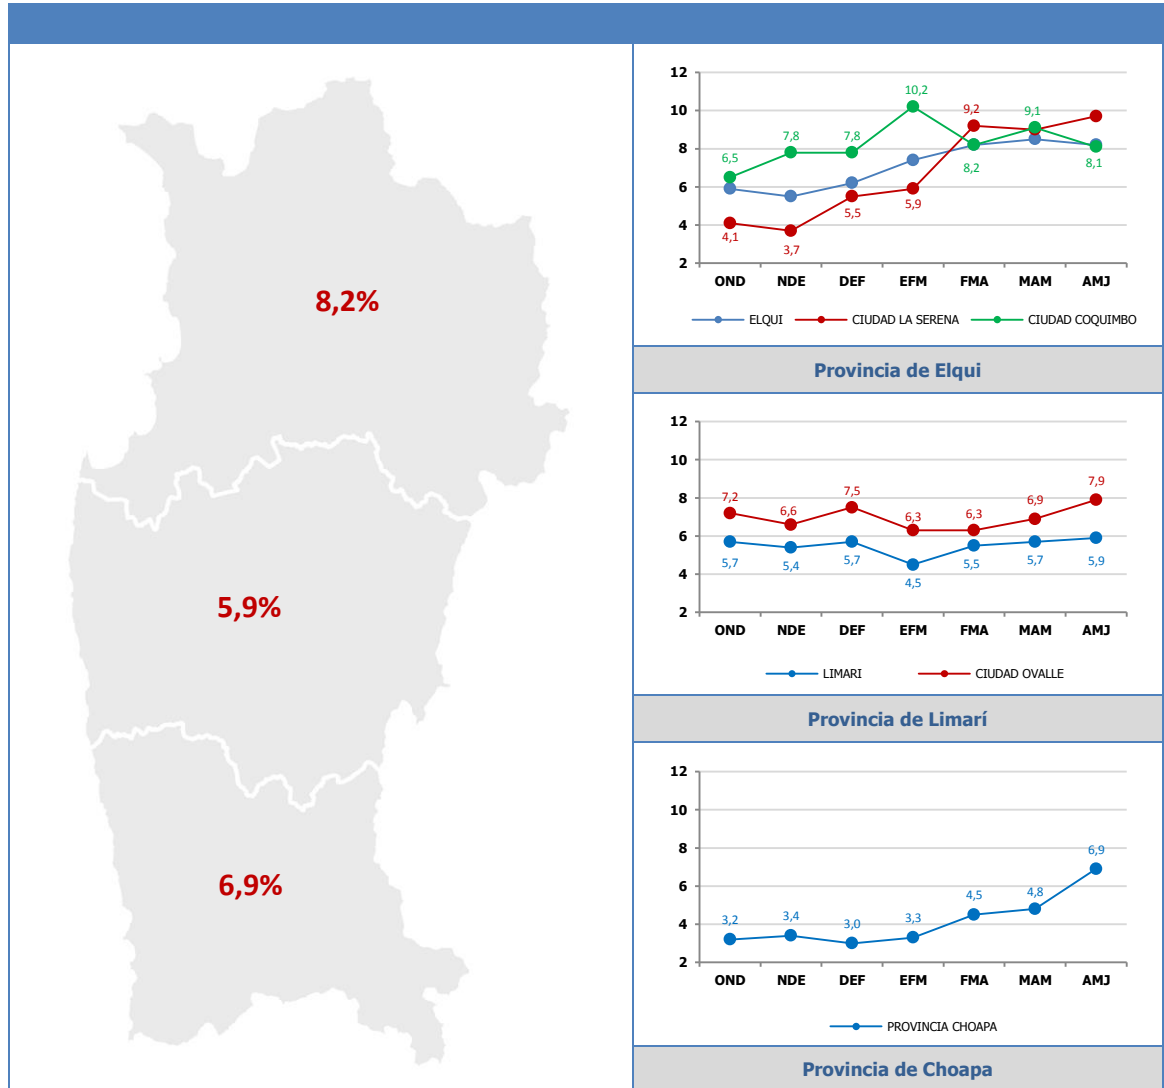 8,2%
5,9%
6,9%
12
10
8
6
4
2
6,5
7,8
7,8
10,2
9,2
9,1
4,1
3,7
5,5
5,9
8,2
8,1
OND NDE DEF EFM FMA MAM AMJ
ELQUI CIUDAD LA SERENA CIUDAD COQUIMBO
Provincia de Elqui
12
10
8
6
4
2
7,2 6,6 7,5 6,3 6,3 6,9 7,9
5,7 5,4 5,7 4,5 5,5 5,7 5,9
OND NDE DEF EFM FMA MAM AMJ
LIMARI CIUDAD OVALLE
Provincia de Limarí
12
10
8
6
4
2
3,2 3,4 3,0 3,3 4,5 4,8 6,9
OND NDE DEF EFM FMA MAM AMJ
PROVINCIA CHOAPA
Provincia de Choapa